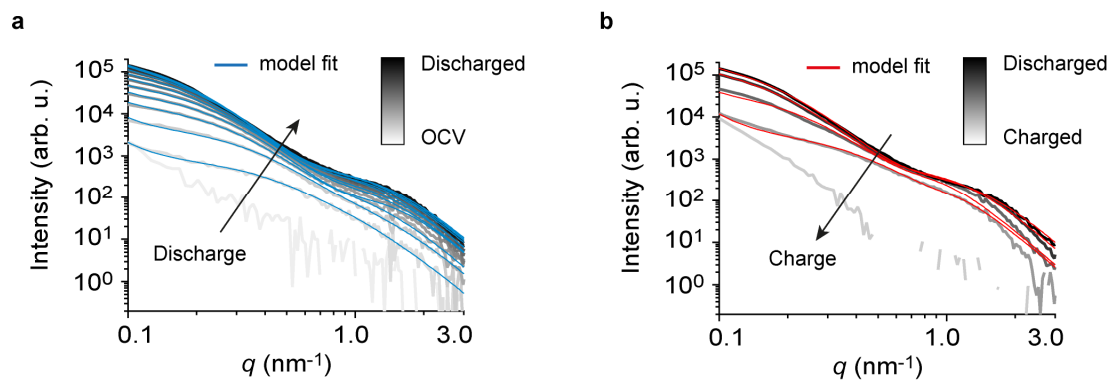 a
model fit
Discharged
OCV
Discharge
Intensity (arb. u.)
10⁵
10⁴
10³
10²
10¹
10⁰
0.1
1.0
3.0
q (nm⁻¹)
b
model fit
Discharged
Charged
Charge
Intensity (arb. u.)
10⁵
10⁴
10³
10²
10¹
10⁰
0.1
1.0
3.0
q (nm⁻¹)